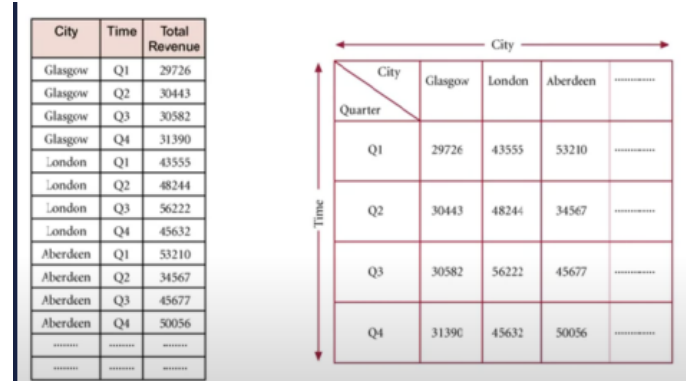 City Time Total Revenue
Glasgow Q1 29726
Glasgow Q2 30443
Glasgow Q3 30582
Glasgow Q4 31390
London Q1 43555
London Q2 48244
London Q3 56222
London Q4 45632
Aberdeen Q1 53210
Aberdeen Q2 34567
Aberdeen Q3 45677
Aberdeen Q4 50056
........ ........ ........
........ ........ ........
City
City Glasgow London Aberdeen ............
Quarter
Time
Q1 29726 43555 53210 ............
Q2 30443 48244 34567 ............
Q3 30582 56222 45677 ............
Q4 31390 45632 50056 ............